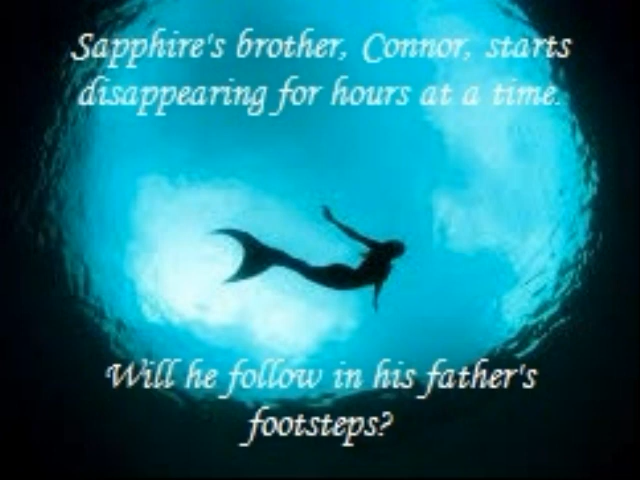 Sapphire's brother, Connor, starts
disappearing for hours at a time.
Will he follow in his father's
footsteps?